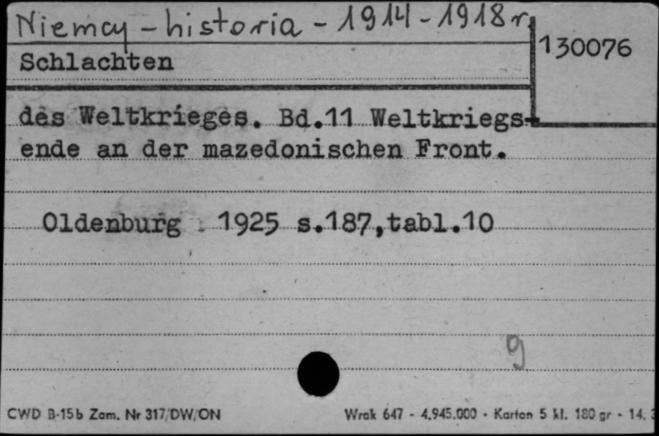 Niemcy - historia - 1914 - 1918 r.
130076
Schlachten
des Weltkrieges. Bd.11 Weltkriegs-
ende an der mazedonischen Front.
Oldenburg 1925 s.187,tabl.10
9
CWD B-15b Zam. Nr 317/DW/ON
Wrak 647 - 4.945.000 - Karton 5 kl. 180 gr - 14.